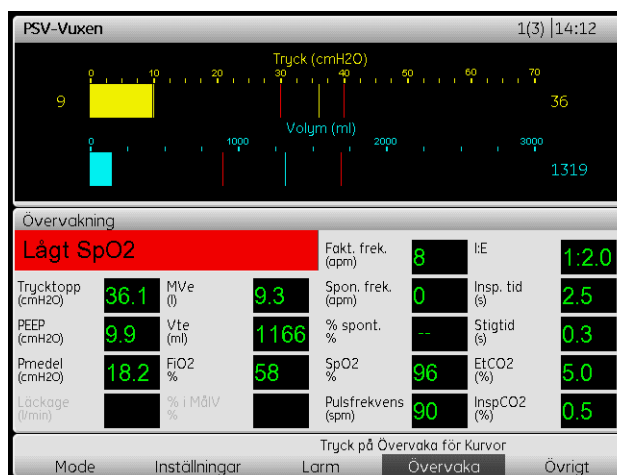 PSV-Vuxen 1(3) 14:12
Tryck (cmH2O)
0 10 20 30 40 50 60 70
9 36
Volym (ml)
0 1000 2000 3000
1319
Övervakning
Lågt SpO2
Fakt. frek. (apm) 8 I:E 1:2.0
Trycktopp (cmH2O) 36.1 MVe (l) 9.3 Spon. frek. (apm) 0 Insp. tid (s) 2.5
PEEP (cmH2O) 9.9 Vte (ml) 1166 % spont. % -- Stigtid (s) 0.3
Pmedel (cmH2O) 18.2 FiO2 % 58 SpO2 % 96 EtCO2 (%) 5.0
Läckage (l/min) % i MålV % Pulsfrekvens (spm) 90 InspCO2 (%) 0.5
Tryck på Övervaka för Kurvor
Mode Inställningar Larm Övervaka Övrigt